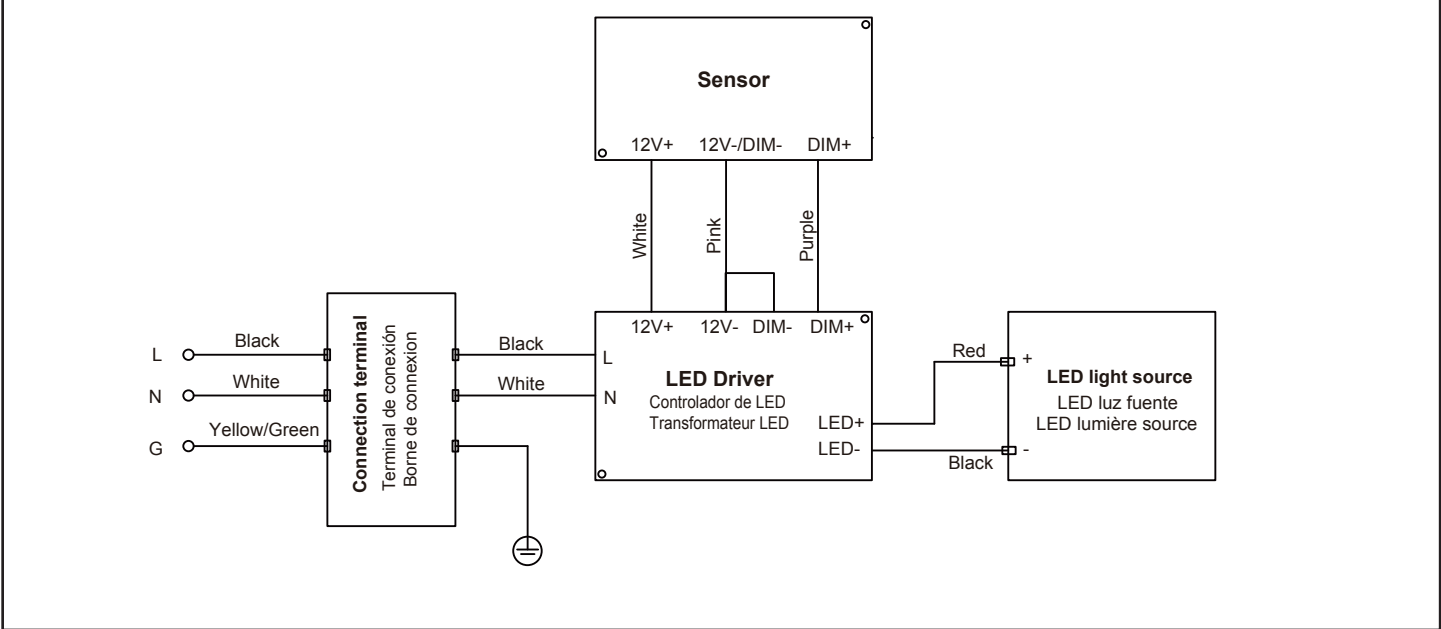 Sensor
12V+ 12V-/DIM- DIM+
White
Pink
Purple
12V+ 12V- DIM- DIM+
L
N
LED Driver
Controlador de LED
Transformateur LED
LED+
LED-
L
Black
N
White
G
Yellow/Green
Connection terminal
Terminal de conexión
Borne de connexion
Black
White
Red
Black
+
-
LED light source
LED luz fuente
LED lumière source